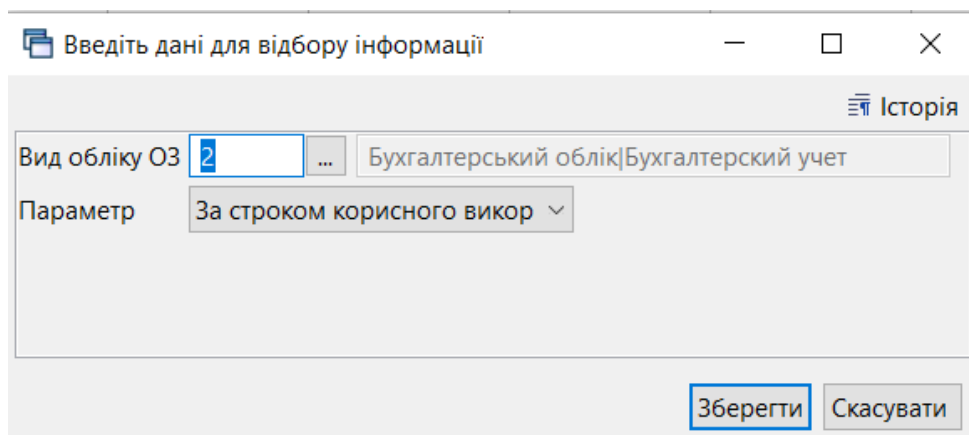 Введіть дані для відбору інформації
Історія
Вид обліку ОЗ 2 ... Бухгалтерський облік|Бухгалтерский учет
Параметр За строком корисного викор
Зберегти Скасувати